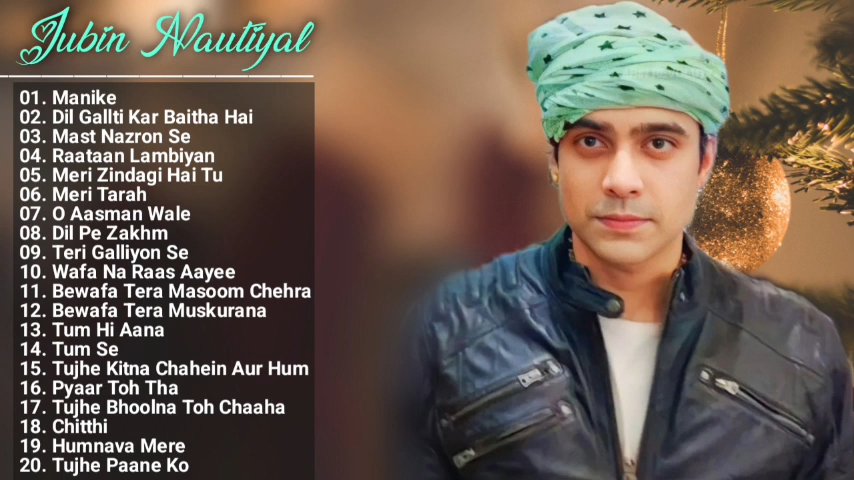 Jubin Nautiyal
01. Manike
02. Dil Gallti Kar Baitha Hai
03. Mast Nazron Se
04. Raataan Lambiyan
05. Meri Zindagi Hai Tu
06. Meri Tarah
07. O Aasman Wale
08. Dil Pe Zakhm
09. Teri Galliyon Se
10. Wafa Na Raas Aayee
11. Bewafa Tera Masoom Chehra
12. Bewafa Tera Muskurana
13. Tum Hi Aana
14. Tum Se
15. Tujhe Kitna Chahein Aur Hum
16. Pyaar Toh Tha
17. Tujhe Bhoolna Toh Chaaha
18. Chitthi
19. Humnava Mere
20. Tujhe Paane Ko